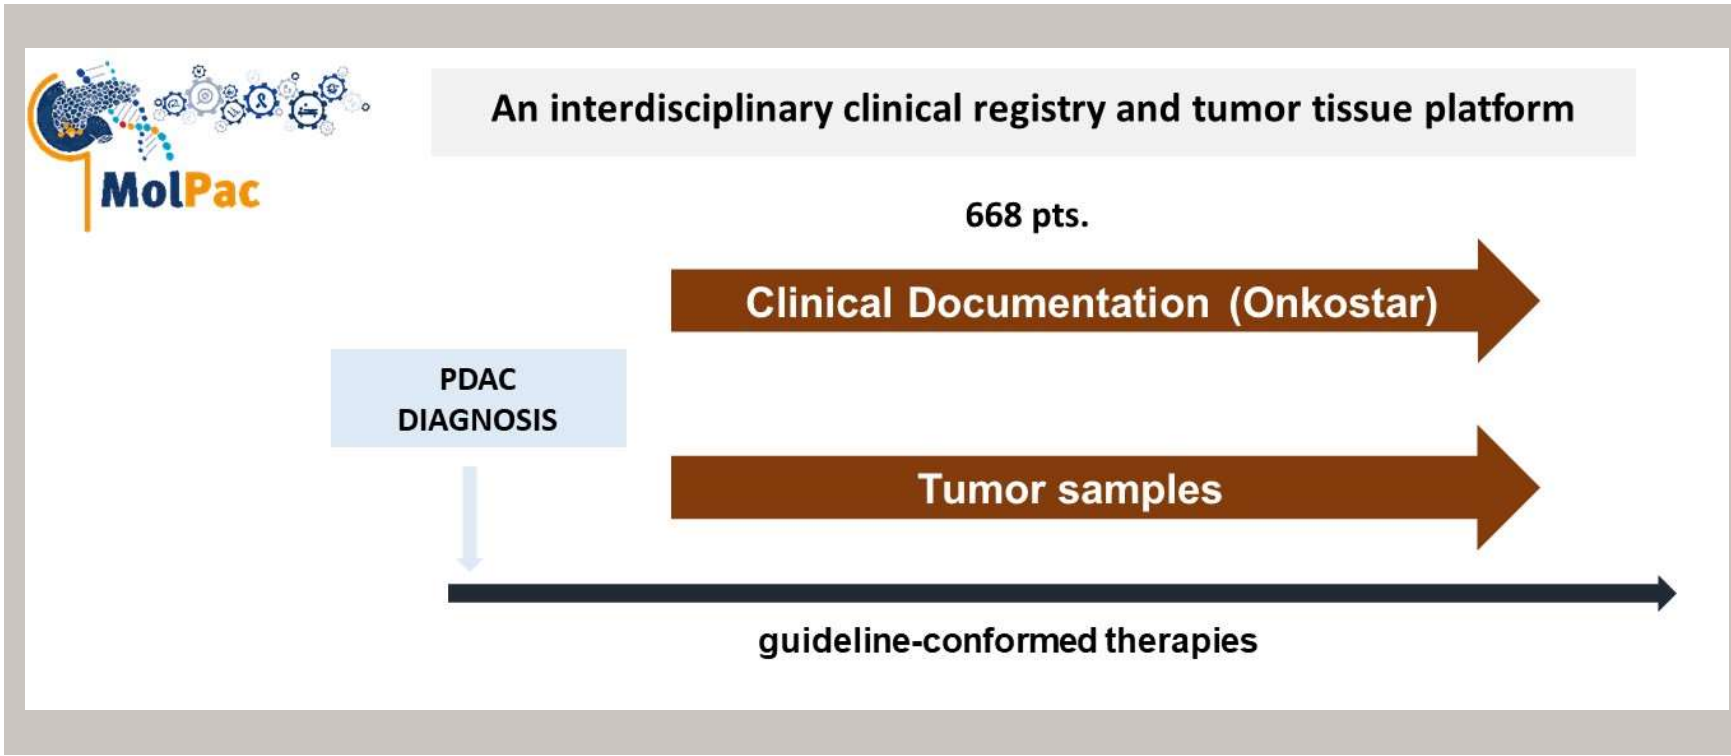 An interdisciplinary clinical registry and tumor tissue platform
MolPac
668 pts.
Clinical Documentation (Onkostar)
PDAC
DIAGNOSIS
Tumor samples
guideline-conformed therapies